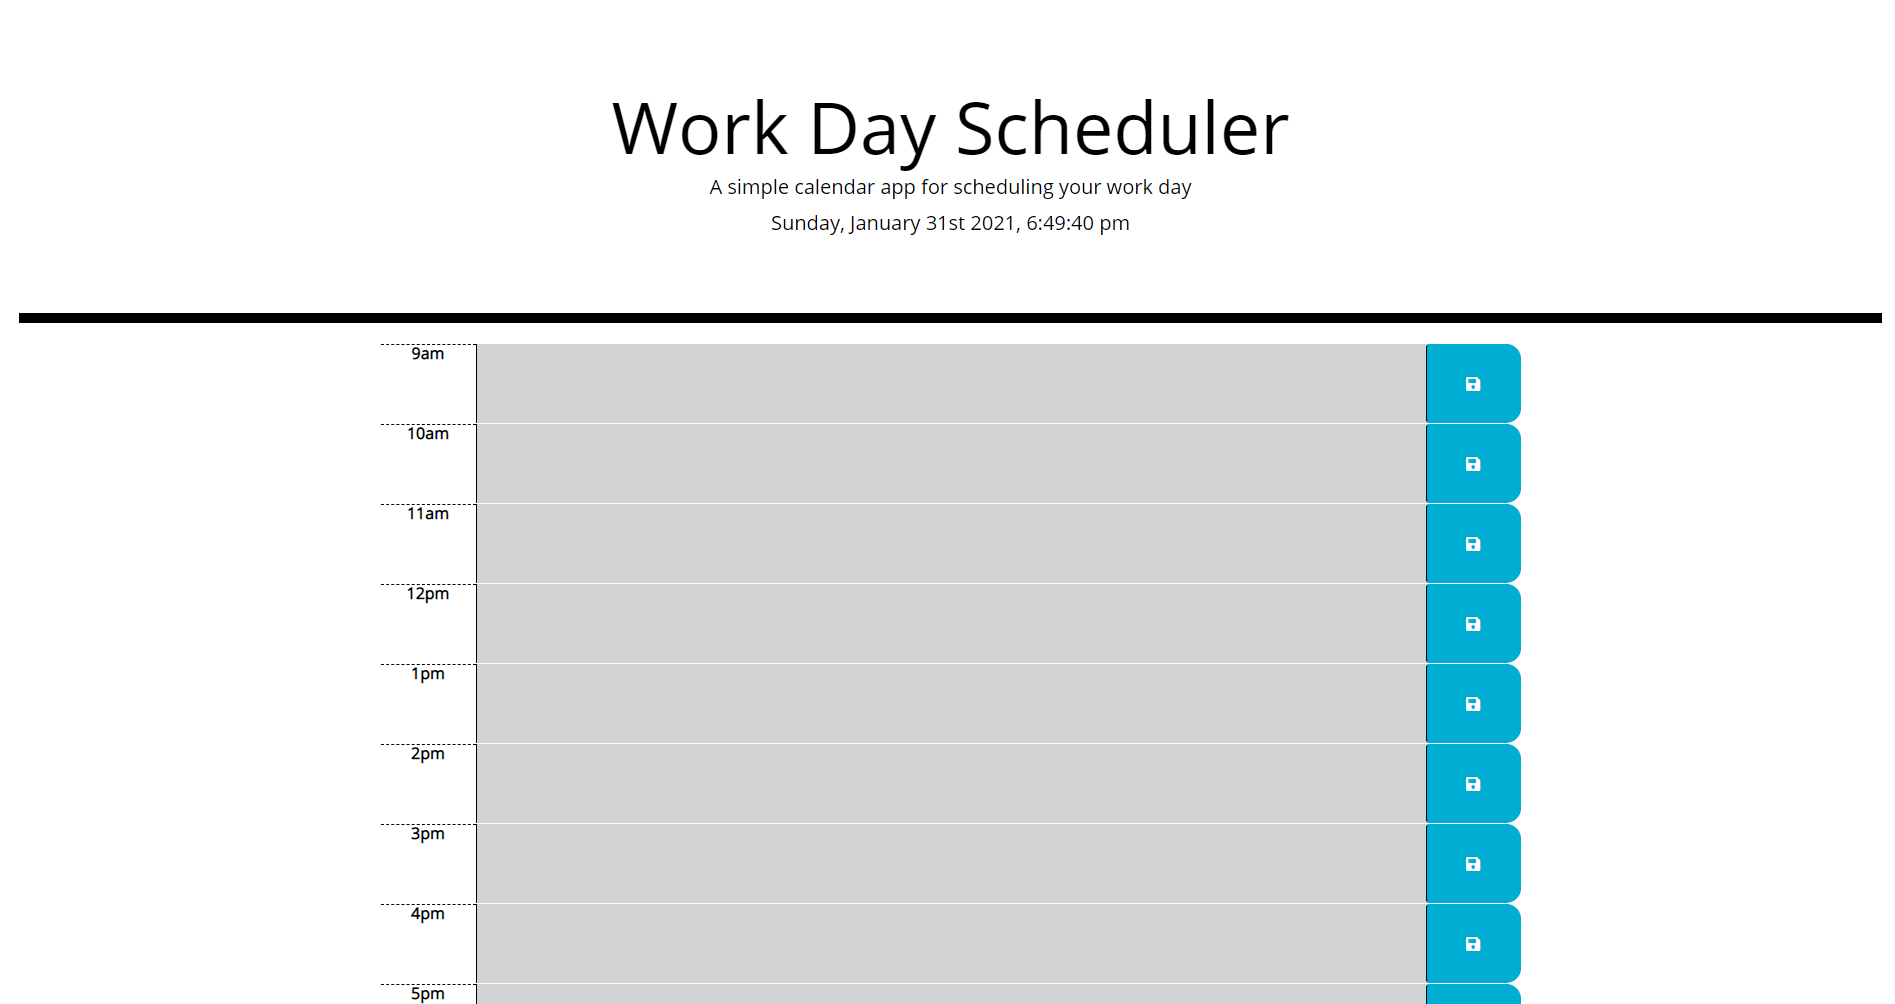 Work Day Scheduler
A simple calendar app for scheduling your work day
Sunday, January 31st 2021, 6:49:40 pm
9am
10am
11am
12pm
1pm
2pm
3pm
4pm
5pm